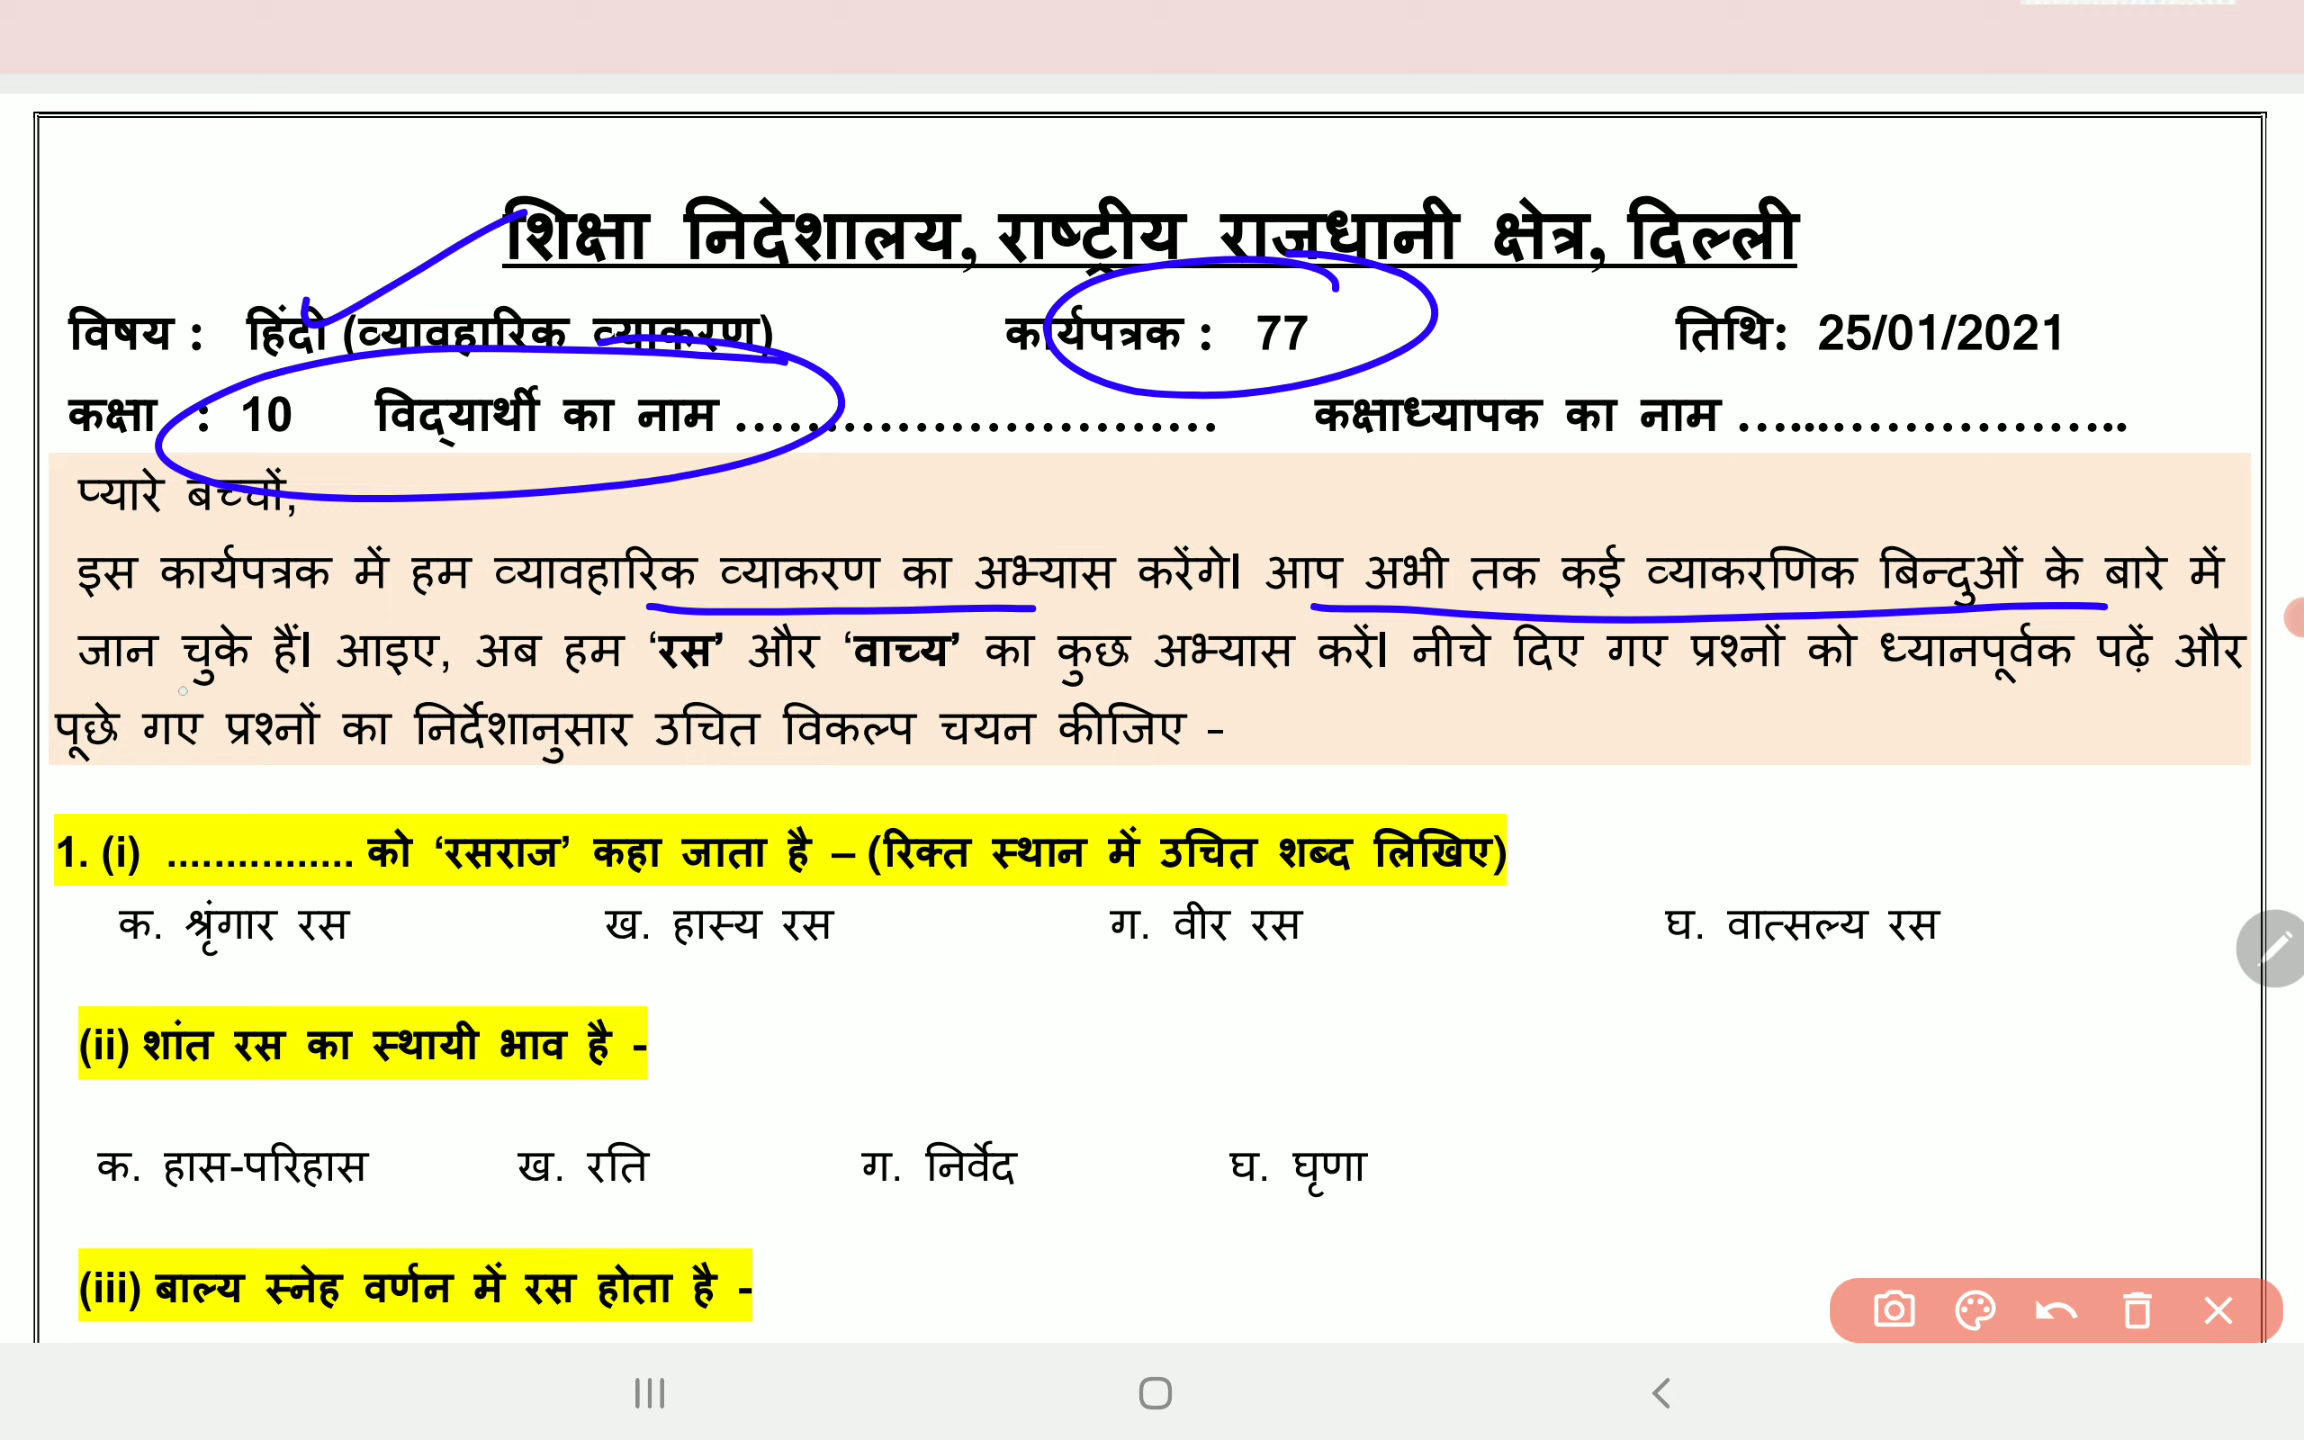 शिक्षा निदेशालय, राष्ट्रीय राजधानी क्षेत्र, दिल्ली
विषय : हिंदी (व्यावहारिक व्याकरण) कार्यपत्रक : 77 तिथि: 25/01/2021
कक्षा : 10 विद्यार्थी का नाम ........................... कक्षाध्यापक का नाम ......................
प्यारे बच्चों,
इस कार्यपत्रक में हम व्यावहारिक व्याकरण का अभ्यास करेंगे। आप अभी तक कई व्याकरणिक बिन्दुओं के बारे में
जान चुके हैं। आइए, अब हम ‘रस’ और ‘वाच्य’ का कुछ अभ्यास करें। नीचे दिए गए प्रश्नों को ध्यानपूर्वक पढ़ें और
पूछे गए प्रश्नों का निर्देशानुसार उचित विकल्प चयन कीजिए -
1. (i) ................ को ‘रसराज’ कहा जाता है – (रिक्त स्थान में उचित शब्द लिखिए)
क. श्रृंगार रस ख. हास्य रस ग. वीर रस घ. वात्सल्य रस
(ii) शांत रस का स्थायी भाव है -
क. हास-परिहास ख. रति ग. निर्वेद घ. घृणा
(iii) बाल्य स्नेह वर्णन में रस होता है -